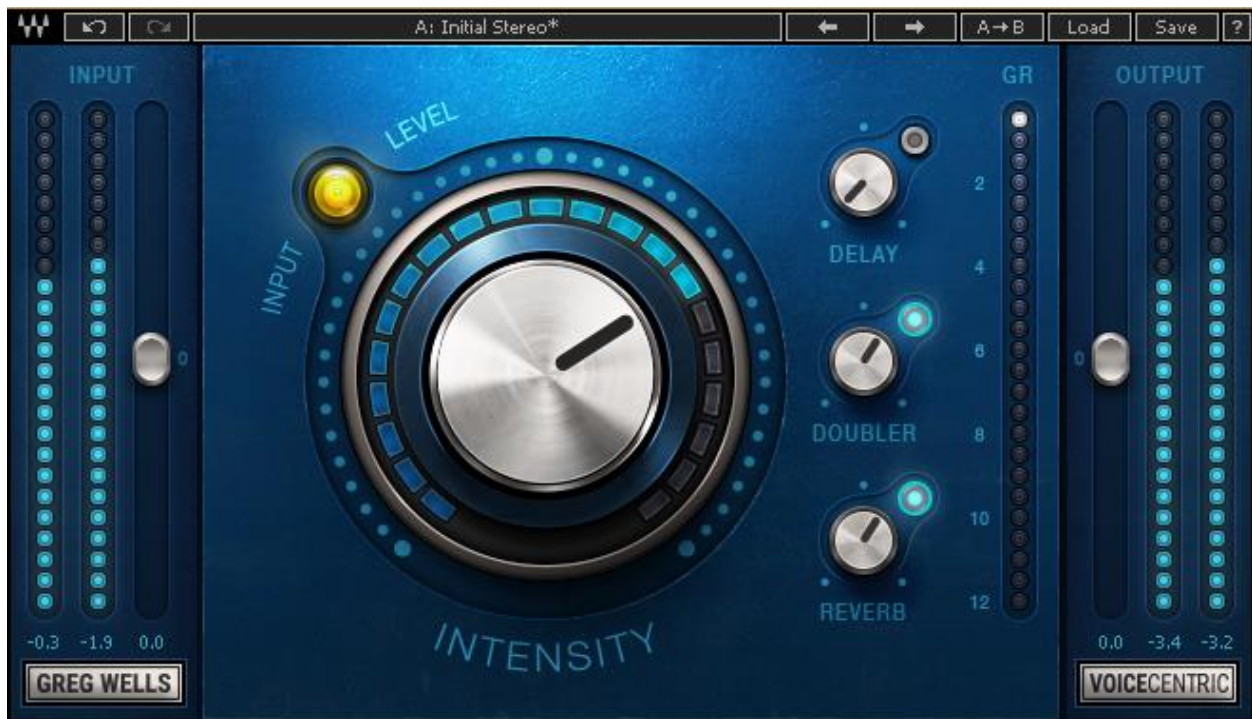 A: Initial Stereo*
A→B
Load
Save
?
INPUT
LEVEL
INPUT
0
-0.3 -1.9 0.0
GREG WELLS
INTENSITY
DELAY
DOUBLER
REVERB
GR
2
4
6
8
10
12
OUTPUT
0
0.0 -3.4 -3.2
VOICECENTRIC